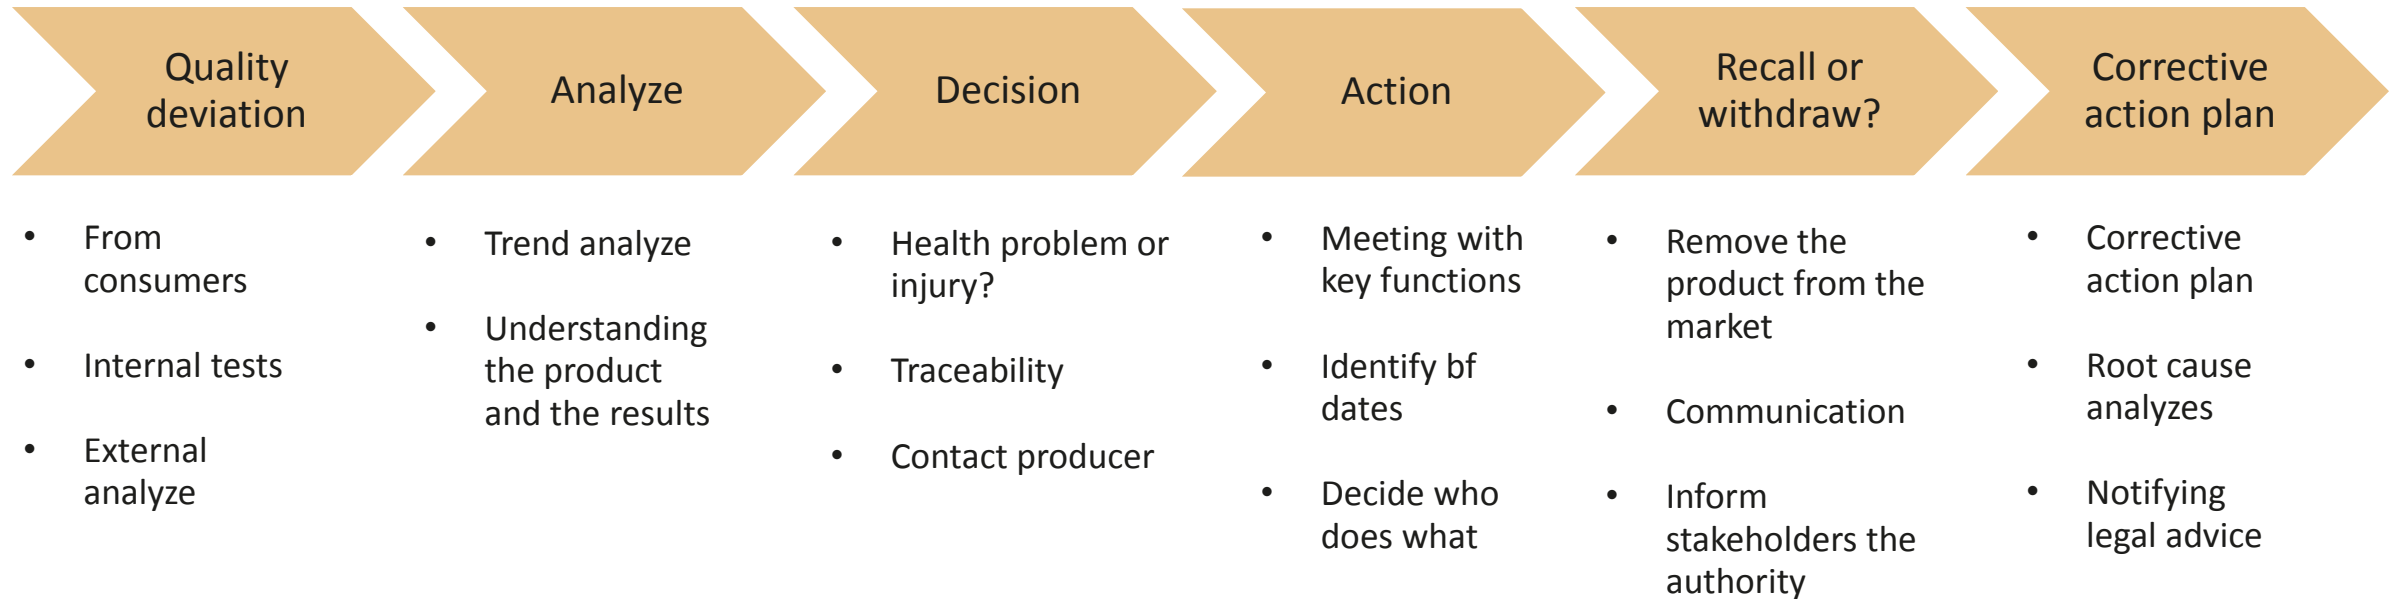 Quality
deviation
Analyze
Decision
Action
Recall or
withdraw?
Corrective
action plan
• From
consumers
• Internal tests
• External
analyze
• Trend analyze
• Understanding
the product
and the results
• Health problem or
injury?
• Traceability
• Contact producer
• Meeting with
key functions
• Identify bf
dates
• Decide who
does what
• Remove the
product from the
market
• Communication
• Inform
stakeholders the
authority
• Corrective
action plan
• Root cause
analyzes
• Notifying
legal advice